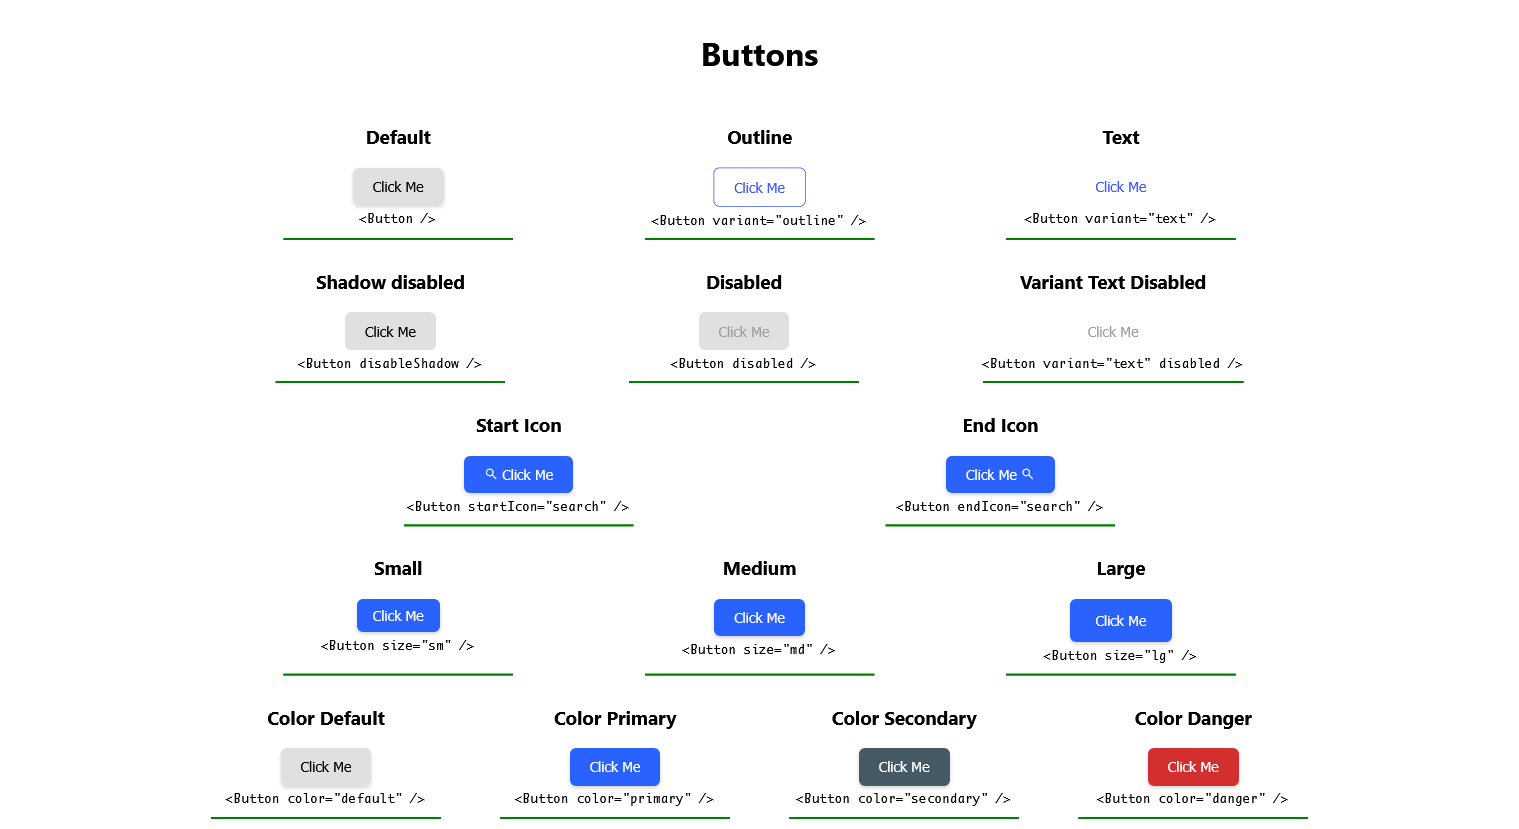 Buttons
Default
Outline
Text
Click Me
Click Me
Click Me
<Button />
<Button variant="outline" />
<Button variant="text" />
Shadow disabled
Disabled
Variant Text Disabled
Click Me
Click Me
Click Me
<Button disableShadow />
<Button disabled />
<Button variant="text" disabled />
Start Icon
End Icon
Click Me
Click Me
<Button startIcon="search" />
<Button endIcon="search" />
Small
Medium
Large
Click Me
Click Me
Click Me
<Button size="sm" />
<Button size="md" />
<Button size="lg" />
Color Default
Color Primary
Color Secondary
Color Danger
Click Me
Click Me
Click Me
Click Me
<Button color="default" />
<Button color="primary" />
<Button color="secondary" />
<Button color="danger" />